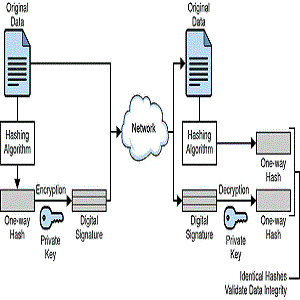 Original
Data
Hashing
Algorithm
Encryption
One-way
Hash
Private
Key
Digital
Signature
Network
Original
Data
Hashing
Algorithm
One-way
Hash
Decryption
Digital
Signature
Private
Key
One-way
Hash
Identical Hashes
Validate Data Integrity